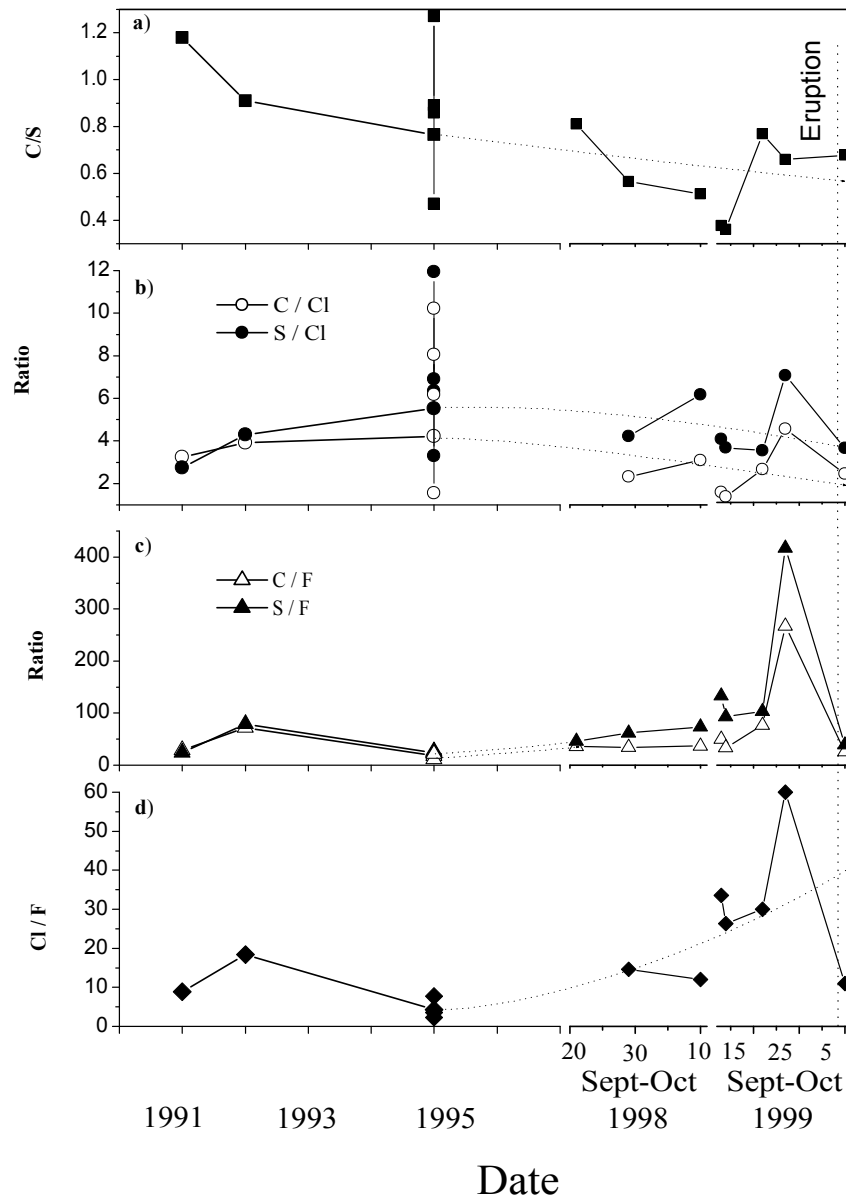 a)
1.2
1.0
0.8
0.6
0.4
C/S
Eruption
b)
12
10
8
6
4
2
Ratio
C / Cl
S / Cl
c)
400
300
200
100
0
Ratio
C / F
S / F
d)
60
50
40
30
20
10
0
Cl / F
20 30 10 15 25 5
Sept-Oct Sept-Oct
1991 1993 1995 1998 1999
Date